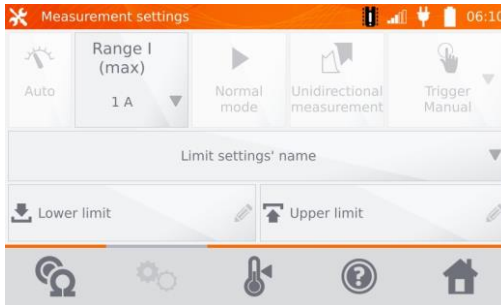 Measurement settings
06:10
Range I
(max)
1 A
Auto
Normal
mode
Unidirectional
measurement
Trigger
Manual
Limit settings' name
Lower limit
Upper limit